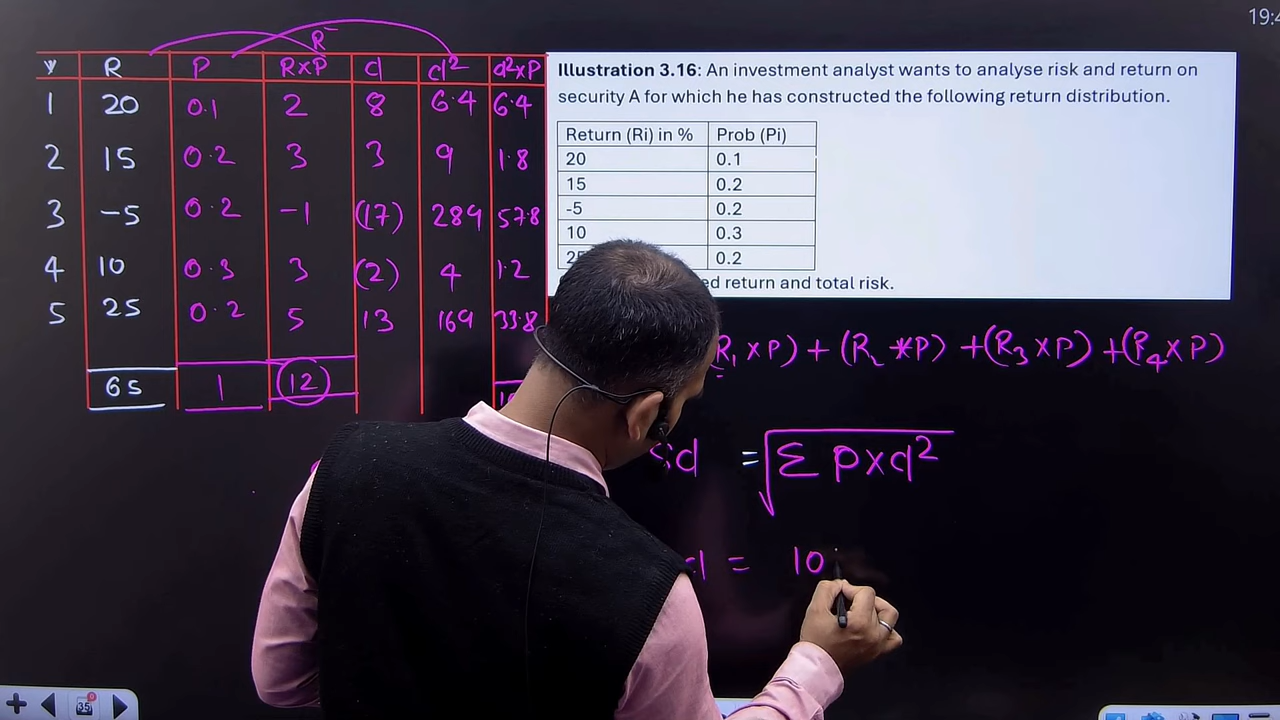 19:4
R̄
Y R P R×P d d² d²×P
1 20 0.1 2 8 6.4 6.4
2 15 0.2 3 3 9 1.8
3 -5 0.2 -1 (17) 289 57.8
4 10 0.3 3 (2) 4 1.2
5 25 0.2 5 13 169 33.8
65 1 12
Illustration 3.16: An investment analyst wants to analyse risk and return on
security A for which he has constructed the following return distribution.
Return (Ri) in % Prob (Pi)
20 0.1
15 0.2
-5 0.2
10 0.3
0.2
return and total risk.
R₁ ×P) + (R₂ *P) +(R₃ ×P) +(R₄ ×P)
sd = √Σ P×d²
d = 10
9
35